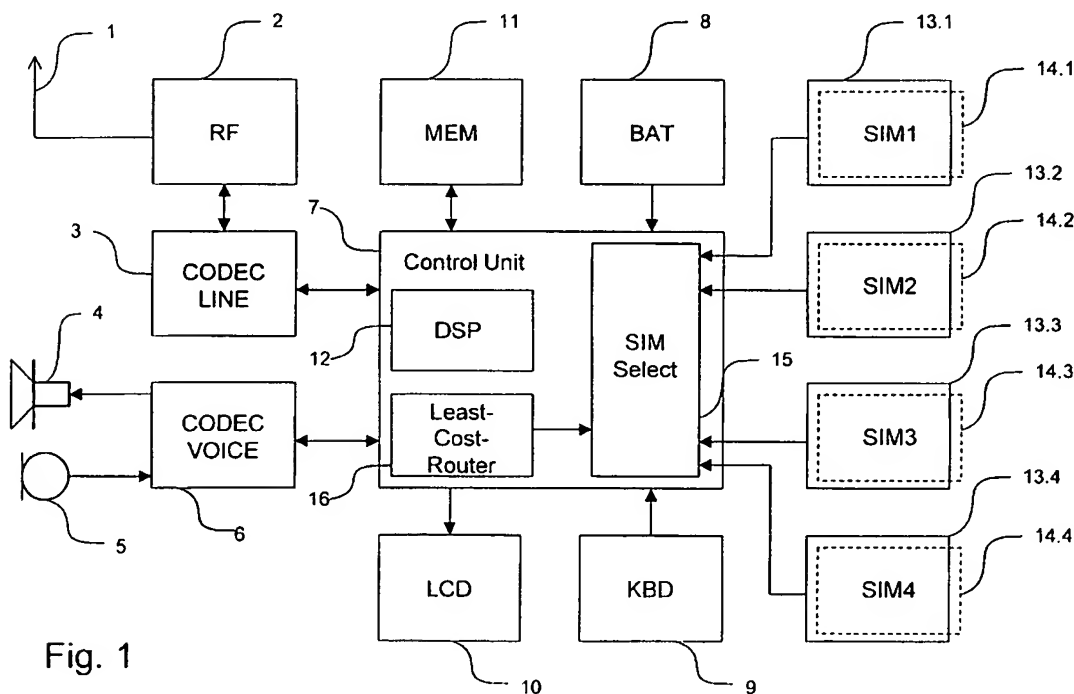 1
2
11
8
13.1
14.1
RF
MEM
BAT
SIM1
13.2
7
14.2
3
CODEC
LINE
Control Unit
SIM2
4
DSP
SIM
Select
13.3
12
15
14.3
CODEC
VOICE
Least-
Cost-
Router
SIM3
16
13.4
5
6
14.4
LCD
KBD
SIM4
Fig. 1
10
9